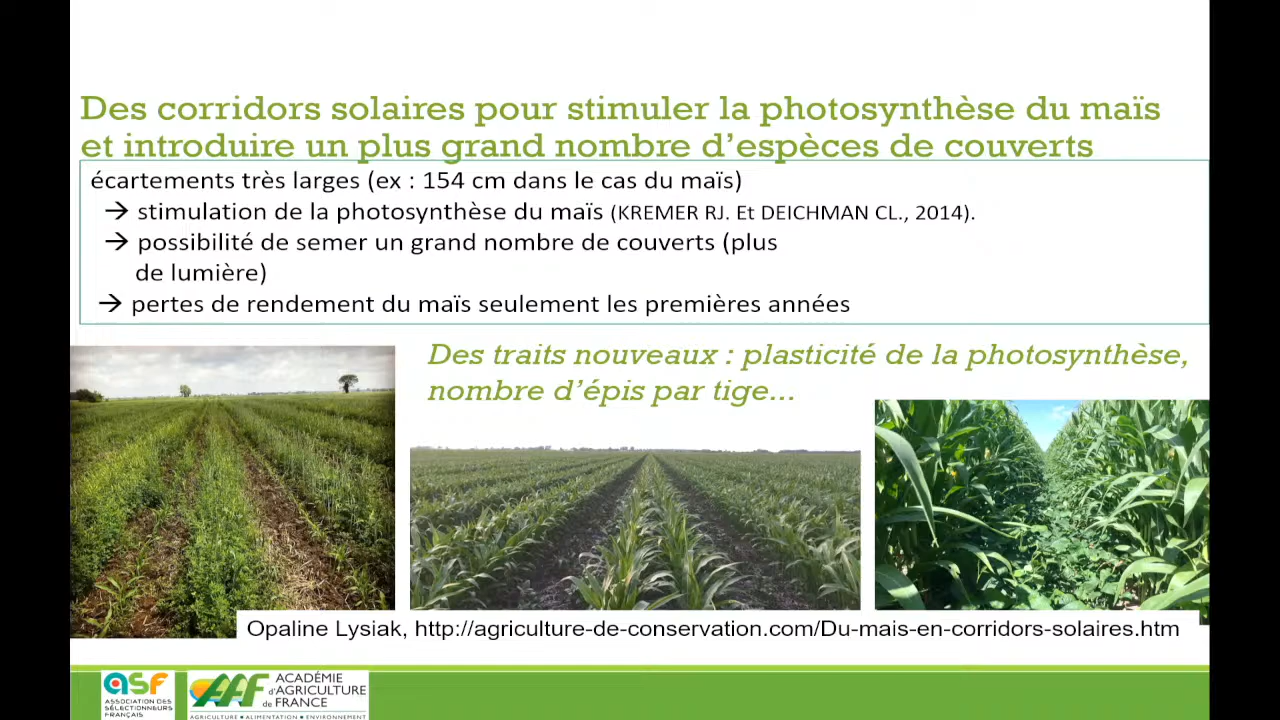 Des corridors solaires pour stimuler la photosynthèse du maïs
et introduire un plus grand nombre d’espèces de couverts
écartements très larges (ex : 154 cm dans le cas du maïs)
→ stimulation de la photosynthèse du maïs (KREMER RJ. Et DEICHMAN CL., 2014).
→ possibilité de semer un grand nombre de couverts (plus
de lumière)
→ pertes de rendement du maïs seulement les premières années
Des traits nouveaux : plasticité de la photosynthèse,
nombre d’épis par tige...
Opaline Lysiak, http://agriculture-de-conservation.com/Du-mais-en-corridors-solaires.htm
asf
ASSOCIATION DES
SÉLECTIONNEURS
FRANÇAIS
AAF
ACADÉMIE
d'AGRICULTURE
de FRANCE
AGRICULTURE • ALIMENTATION • ENVIRONNEMENT